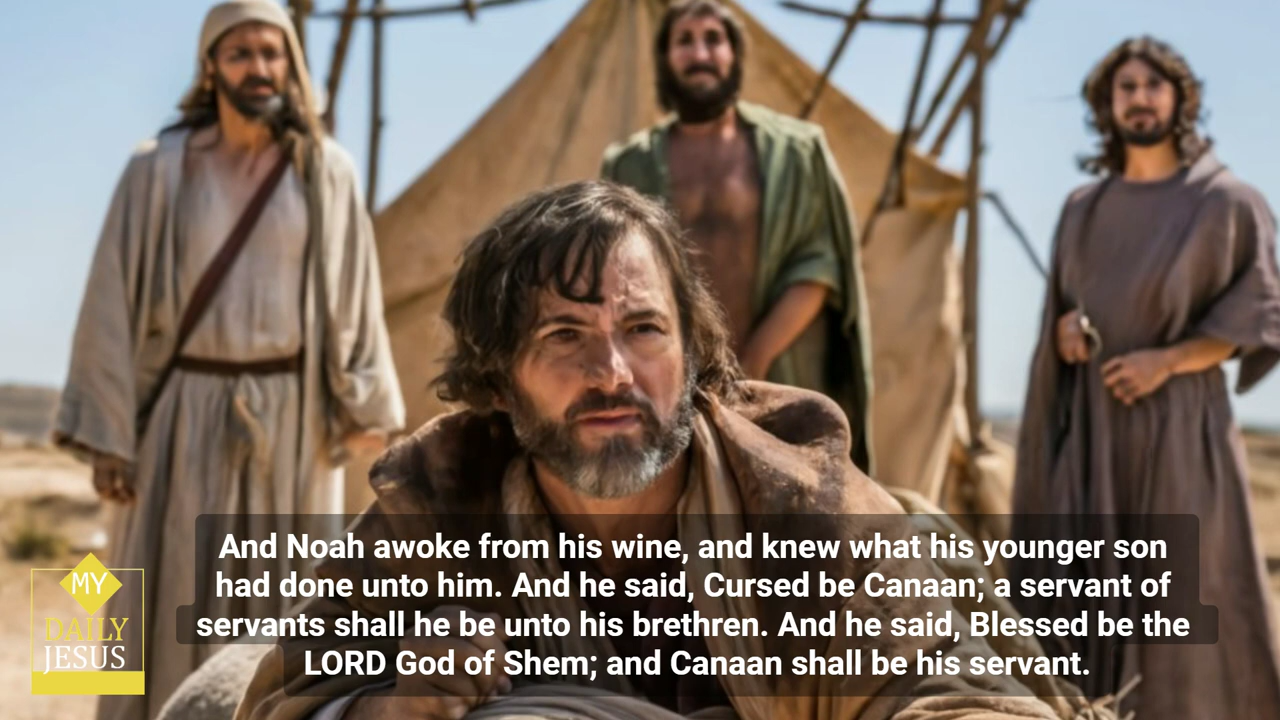 And Noah awoke from his wine, and knew what his younger son
had done unto him. And he said, Cursed be Canaan; a servant of
servants shall he be unto his brethren. And he said, Blessed be the
LORD God of Shem; and Canaan shall be his servant.
MY
DAILY
JESUS